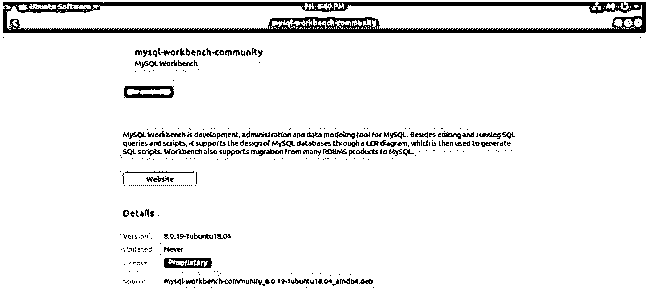 Ubuntu Software
Fri 8:40 PM
mysql-workbench-community
mysql-workbench-community
MySQL Workbench
MySQL Workbench is development, administration and data modeling tool for MySQL. Besides editing and running SQL
queries and scripts, it supports the design of MySQL databases through a EER diagram, which is then used to generate
SQL scripts. Workbench also supports migration from many RDBMS products to MySQL.
Website
Details
Version 8.0.19-1ubuntu18.04
Updated Never
License Proprietary
Source mysql-workbench-community_8.0.19-1ubuntu18.04_amd64.deb